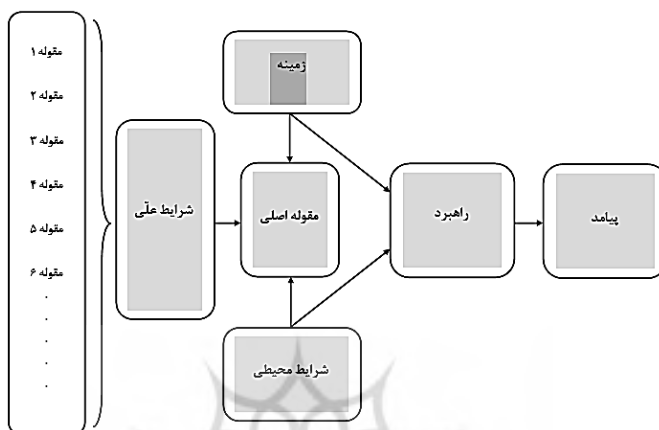 مقوله ۱
مقوله ۲
مقوله ۳
مقوله ۴
مقوله ۵
مقوله ۶
.
.
.
.
.
شرایط علّی
زمینه
مقوله اصلی
شرایط محیطی
راهبرد
پیامد